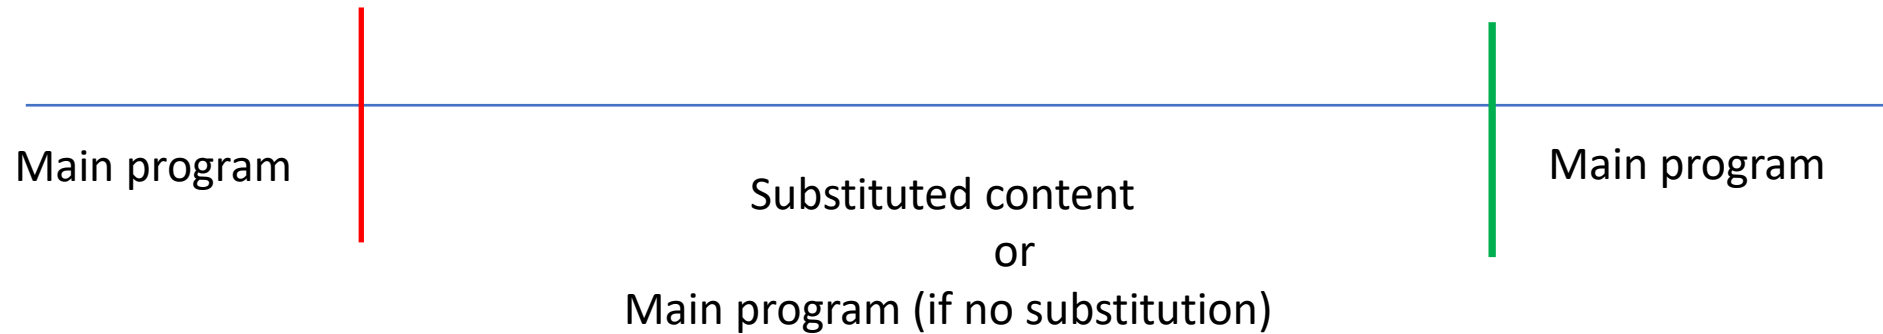 Main program
Substituted content
or
Main program (if no substitution)
Main program